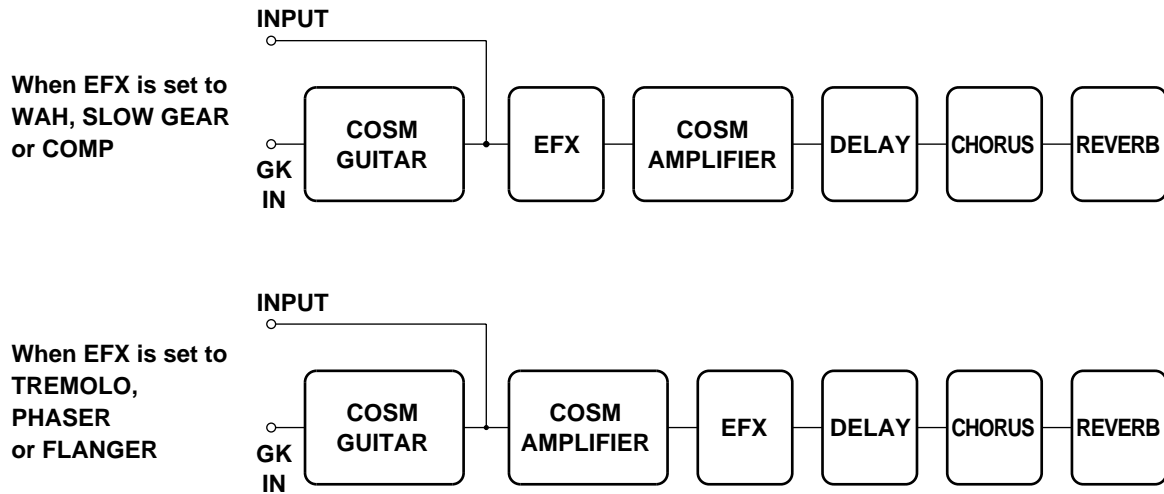 INPUT
When EFX is set to
WAH, SLOW GEAR
or COMP
GK
IN
COSM
GUITAR
EFX
COSM
AMPLIFIER
DELAY
CHORUS
REVERB
INPUT
When EFX is set to
TREMOLO,
PHASER
or FLANGER
GK
IN
COSM
GUITAR
COSM
AMPLIFIER
EFX
DELAY
CHORUS
REVERB